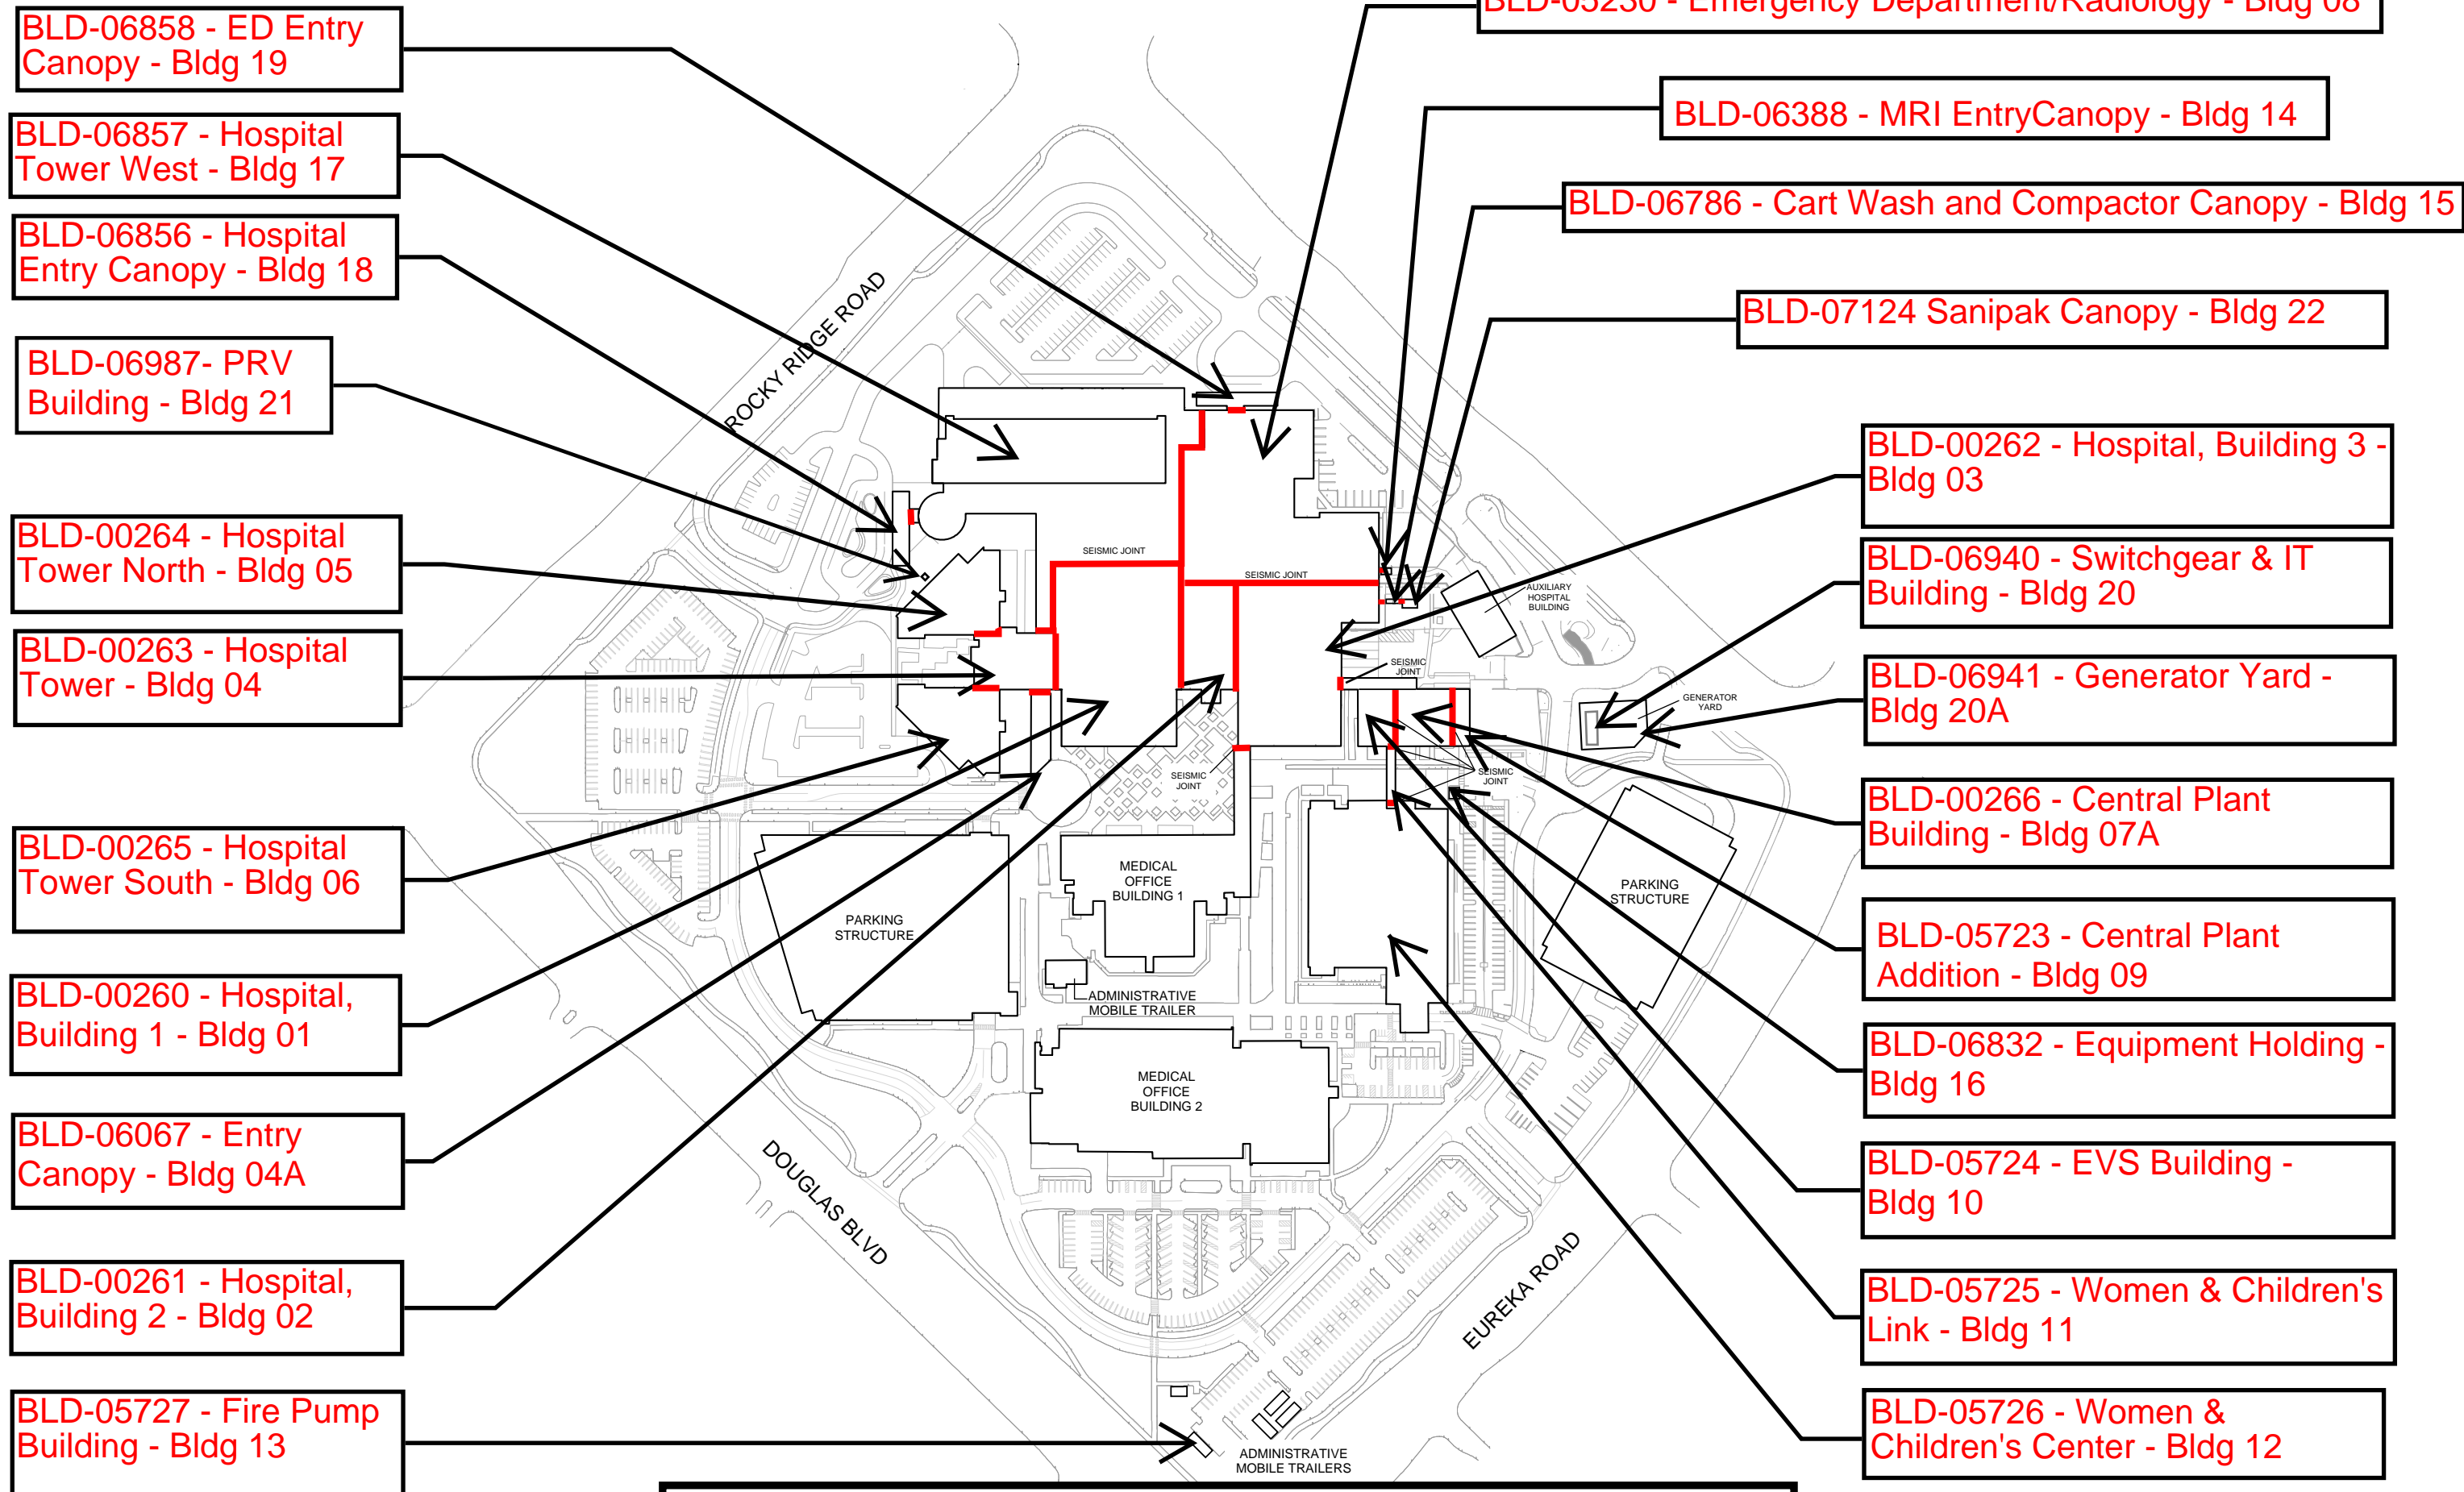 BLD-06858 - ED Entry
Canopy - Bldg 19
BLD-06857 - Hospital
Tower West - Bldg 17
BLD-06856 - Hospital
Entry Canopy - Bldg 18
BLD-06987- PRV
Building - Bldg 21
BLD-00264 - Hospital
Tower North - Bldg 05
BLD-00263 - Hospital
Tower - Bldg 04
BLD-00265 - Hospital
Tower South - Bldg 06
BLD-00260 - Hospital,
Building 1 - Bldg 01
BLD-06067 - Entry
Canopy - Bldg 04A
BLD-00261 - Hospital,
Building 2 - Bldg 02
BLD-05727 - Fire Pump
Building - Bldg 13
BLD-05230 - Emergency Department/Radiology - Bldg 08
BLD-06388 - MRI EntryCanopy - Bldg 14
BLD-06786 - Cart Wash and Compactor Canopy - Bldg 15
BLD-07124 Sanipak Canopy - Bldg 22
BLD-00262 - Hospital, Building 3 -
Bldg 03
BLD-06940 - Switchgear & IT
Building - Bldg 20
BLD-06941 - Generator Yard -
Bldg 20A
BLD-00266 - Central Plant
Building - Bldg 07A
BLD-05723 - Central Plant
Addition - Bldg 09
BLD-06832 - Equipment Holding -
Bldg 16
BLD-05724 - EVS Building -
Bldg 10
BLD-05725 - Women & Children's
Link - Bldg 11
BLD-05726 - Women &
Children's Center - Bldg 12
ROCKY RIDGE ROAD
SEISMIC JOINT
SEISMIC JOINT
AUXILIARY
HOSPITAL
BUILDING
SEISMIC
JOINT
GENERATOR
YARD
SEISMIC
JOINT
SEISMIC
JOINT
MEDICAL
OFFICE
BUILDING 1
PARKING
STRUCTURE
PARKING
STRUCTURE
ADMINISTRATIVE
MOBILE TRAILER
MEDICAL
OFFICE
BUILDING 2
DOUGLAS BLVD
EUREKA ROAD
ADMINISTRATIVE
MOBILE TRAILERS